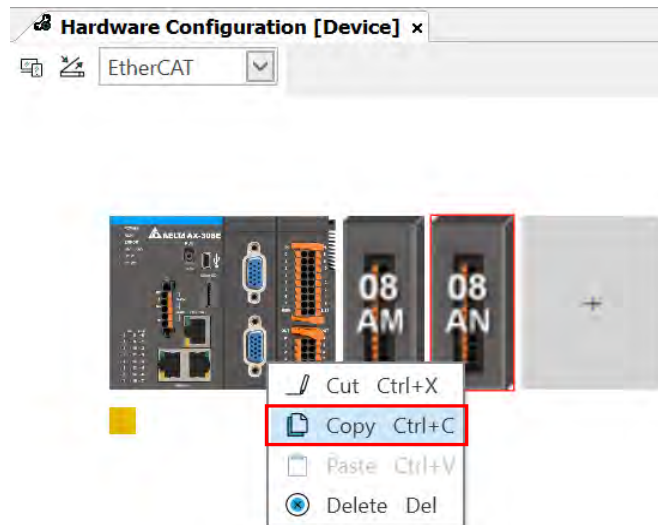 Hardware Configuration [Device] ×
EtherCAT
DELTA AX-308E
08
AM
08
AN
+
Cut Ctrl+X
Copy Ctrl+C
Paste Ctrl+V
Delete Del